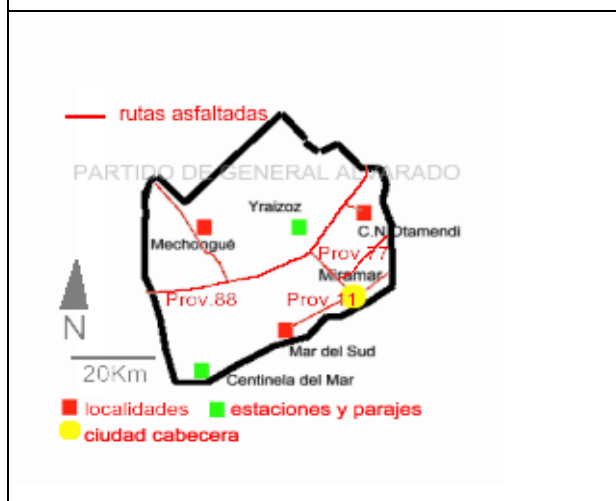 rutas asfaltadas
PARTIDO DE GENERAL ALVARADO
Yraizoz
C.N.Otamendi
Mechongué
Prov.77
Miramar
Prov.88
Prov.11
N
Mar del Sud
20Km
Centinela del Mar
localidades
estaciones y parajes
ciudad cabecera